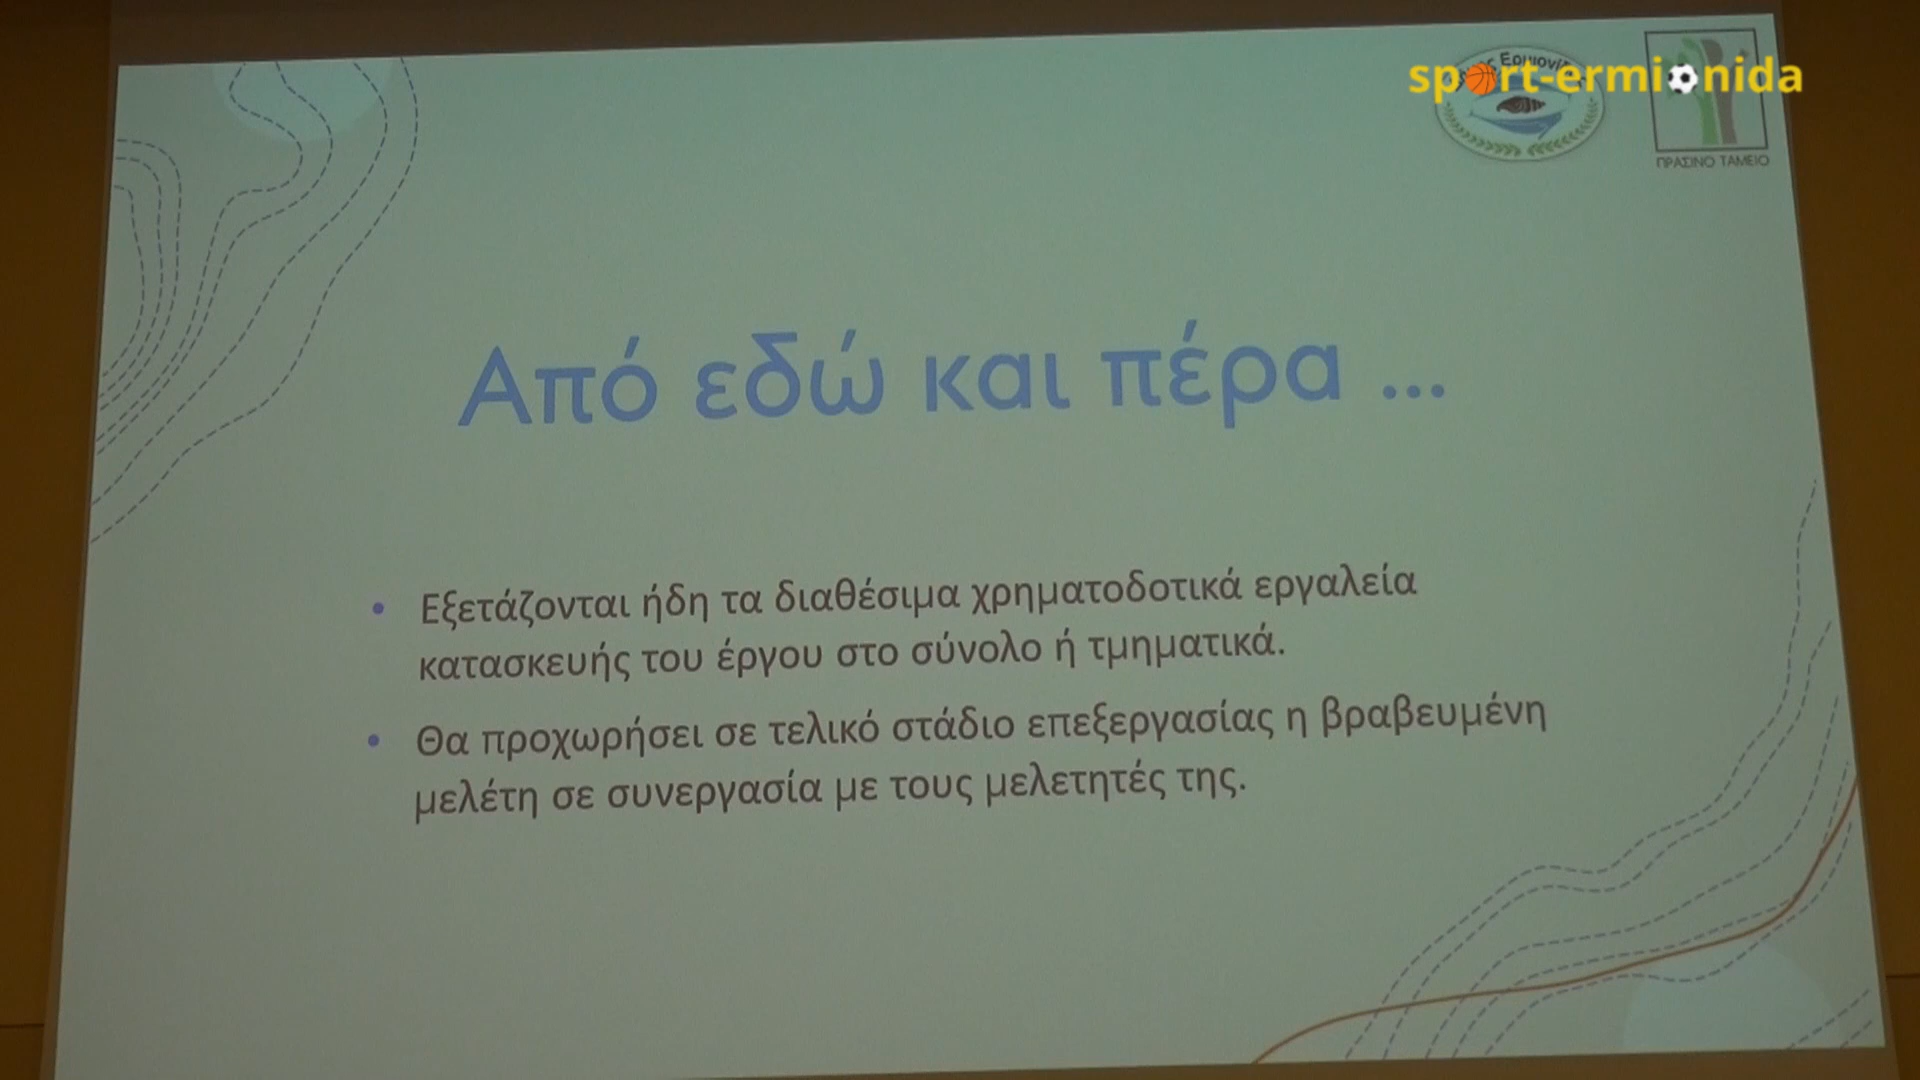 sport-ermionida
ΠΡΑΣΙΝΟ ΤΑΜΕΙΟ
Από εδώ και πέρα ...
• Εξετάζονται ήδη τα διαθέσιμα χρηματοδοτικά εργαλεία
κατασκευής του έργου στο σύνολο ή τμηματικά.
• Θα προχωρήσει σε τελικό στάδιο επεξεργασίας η βραβευμένη
μελέτη σε συνεργασία με τους μελετητές της.